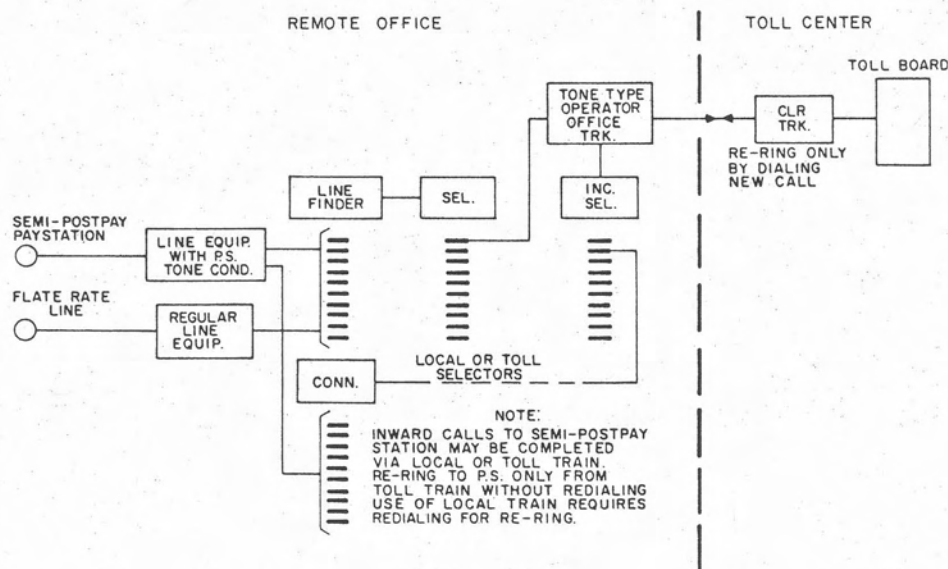 REMOTE OFFICE
TOLL CENTER
TOLL BOARD
TONE TYPE
OPERATOR
OFFICE
TRK.
CLR
TRK.
RE-RING ONLY
BY DIALING
NEW CALL
LINE
FINDER
SEL.
INC.
SEL.
SEMI-POSTPAY
PAYSTATION
LINE EQUIP.
WITH P.S.
TONE COND.
FLATE RATE
LINE
REGULAR
LINE
EQUIP.
CONN.
LOCAL OR TOLL
SELECTORS
NOTE:
INWARD CALLS TO SEMI-POSTPAY
STATION MAY BE COMPLETED
VIA LOCAL OR TOLL TRAIN.
RE-RING TO P.S. ONLY FROM
TOLL TRAIN WITHOUT REDIALING
USE OF LOCAL TRAIN REQUIRES
REDIALING FOR RE-RING.